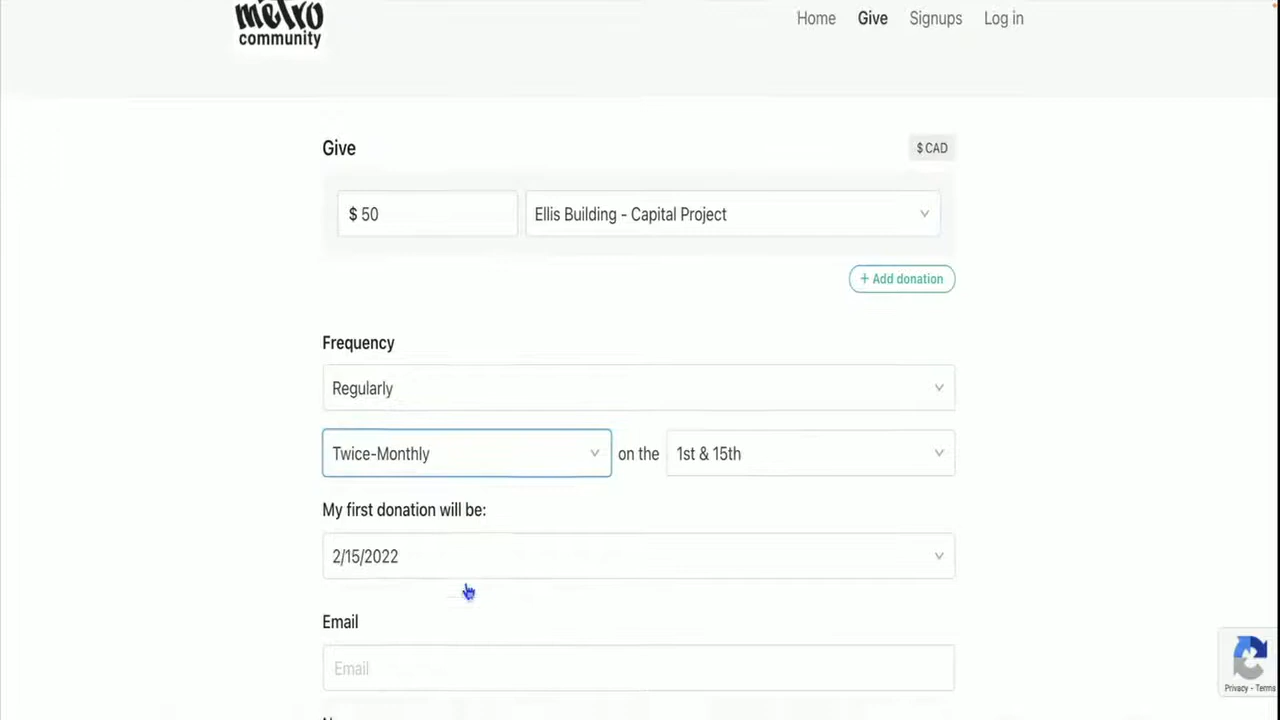 metro
community
Home Give Signups Log in
Give $ CAD
$ 50 Ellis Building - Capital Project
+ Add donation
Frequency
Regularly
Twice-Monthly on the 1st & 15th
My first donation will be:
2/15/2022
Email
Email
Privacy - Terms